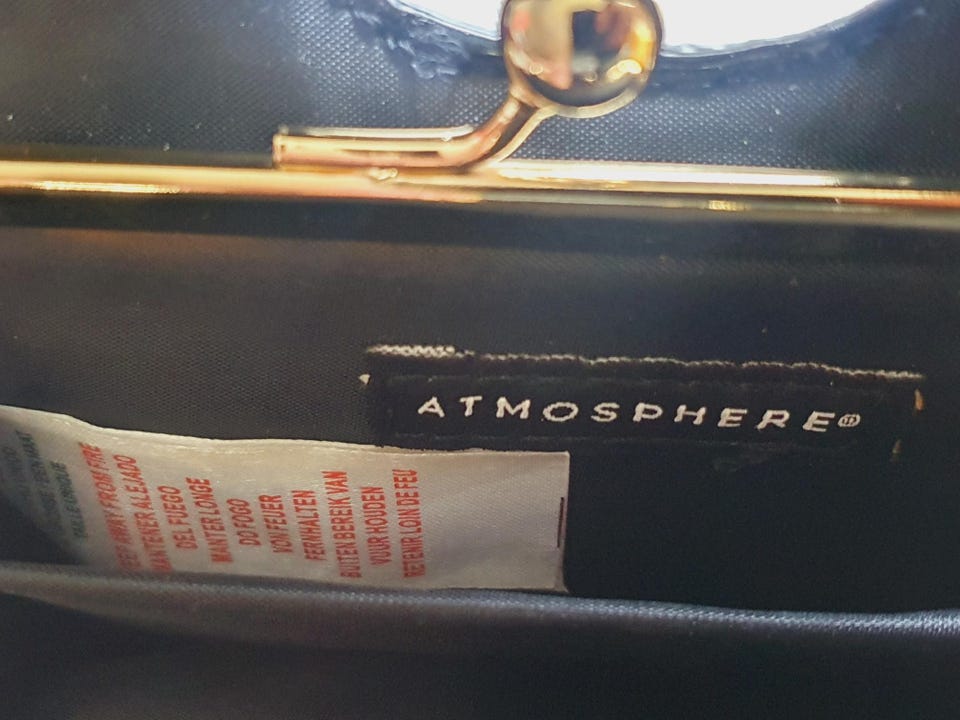 ATMOSPHERE®
KEEP AWAY FROM FIRE
MANTENER ALEJADO
DEL FUEGO
MANTER LONGE
DO FOGO
VON FEUER
FERNHALTEN
BUITEN BEREIK VAN
VUUR HOUDEN
RETENIR LOIN DE FEU